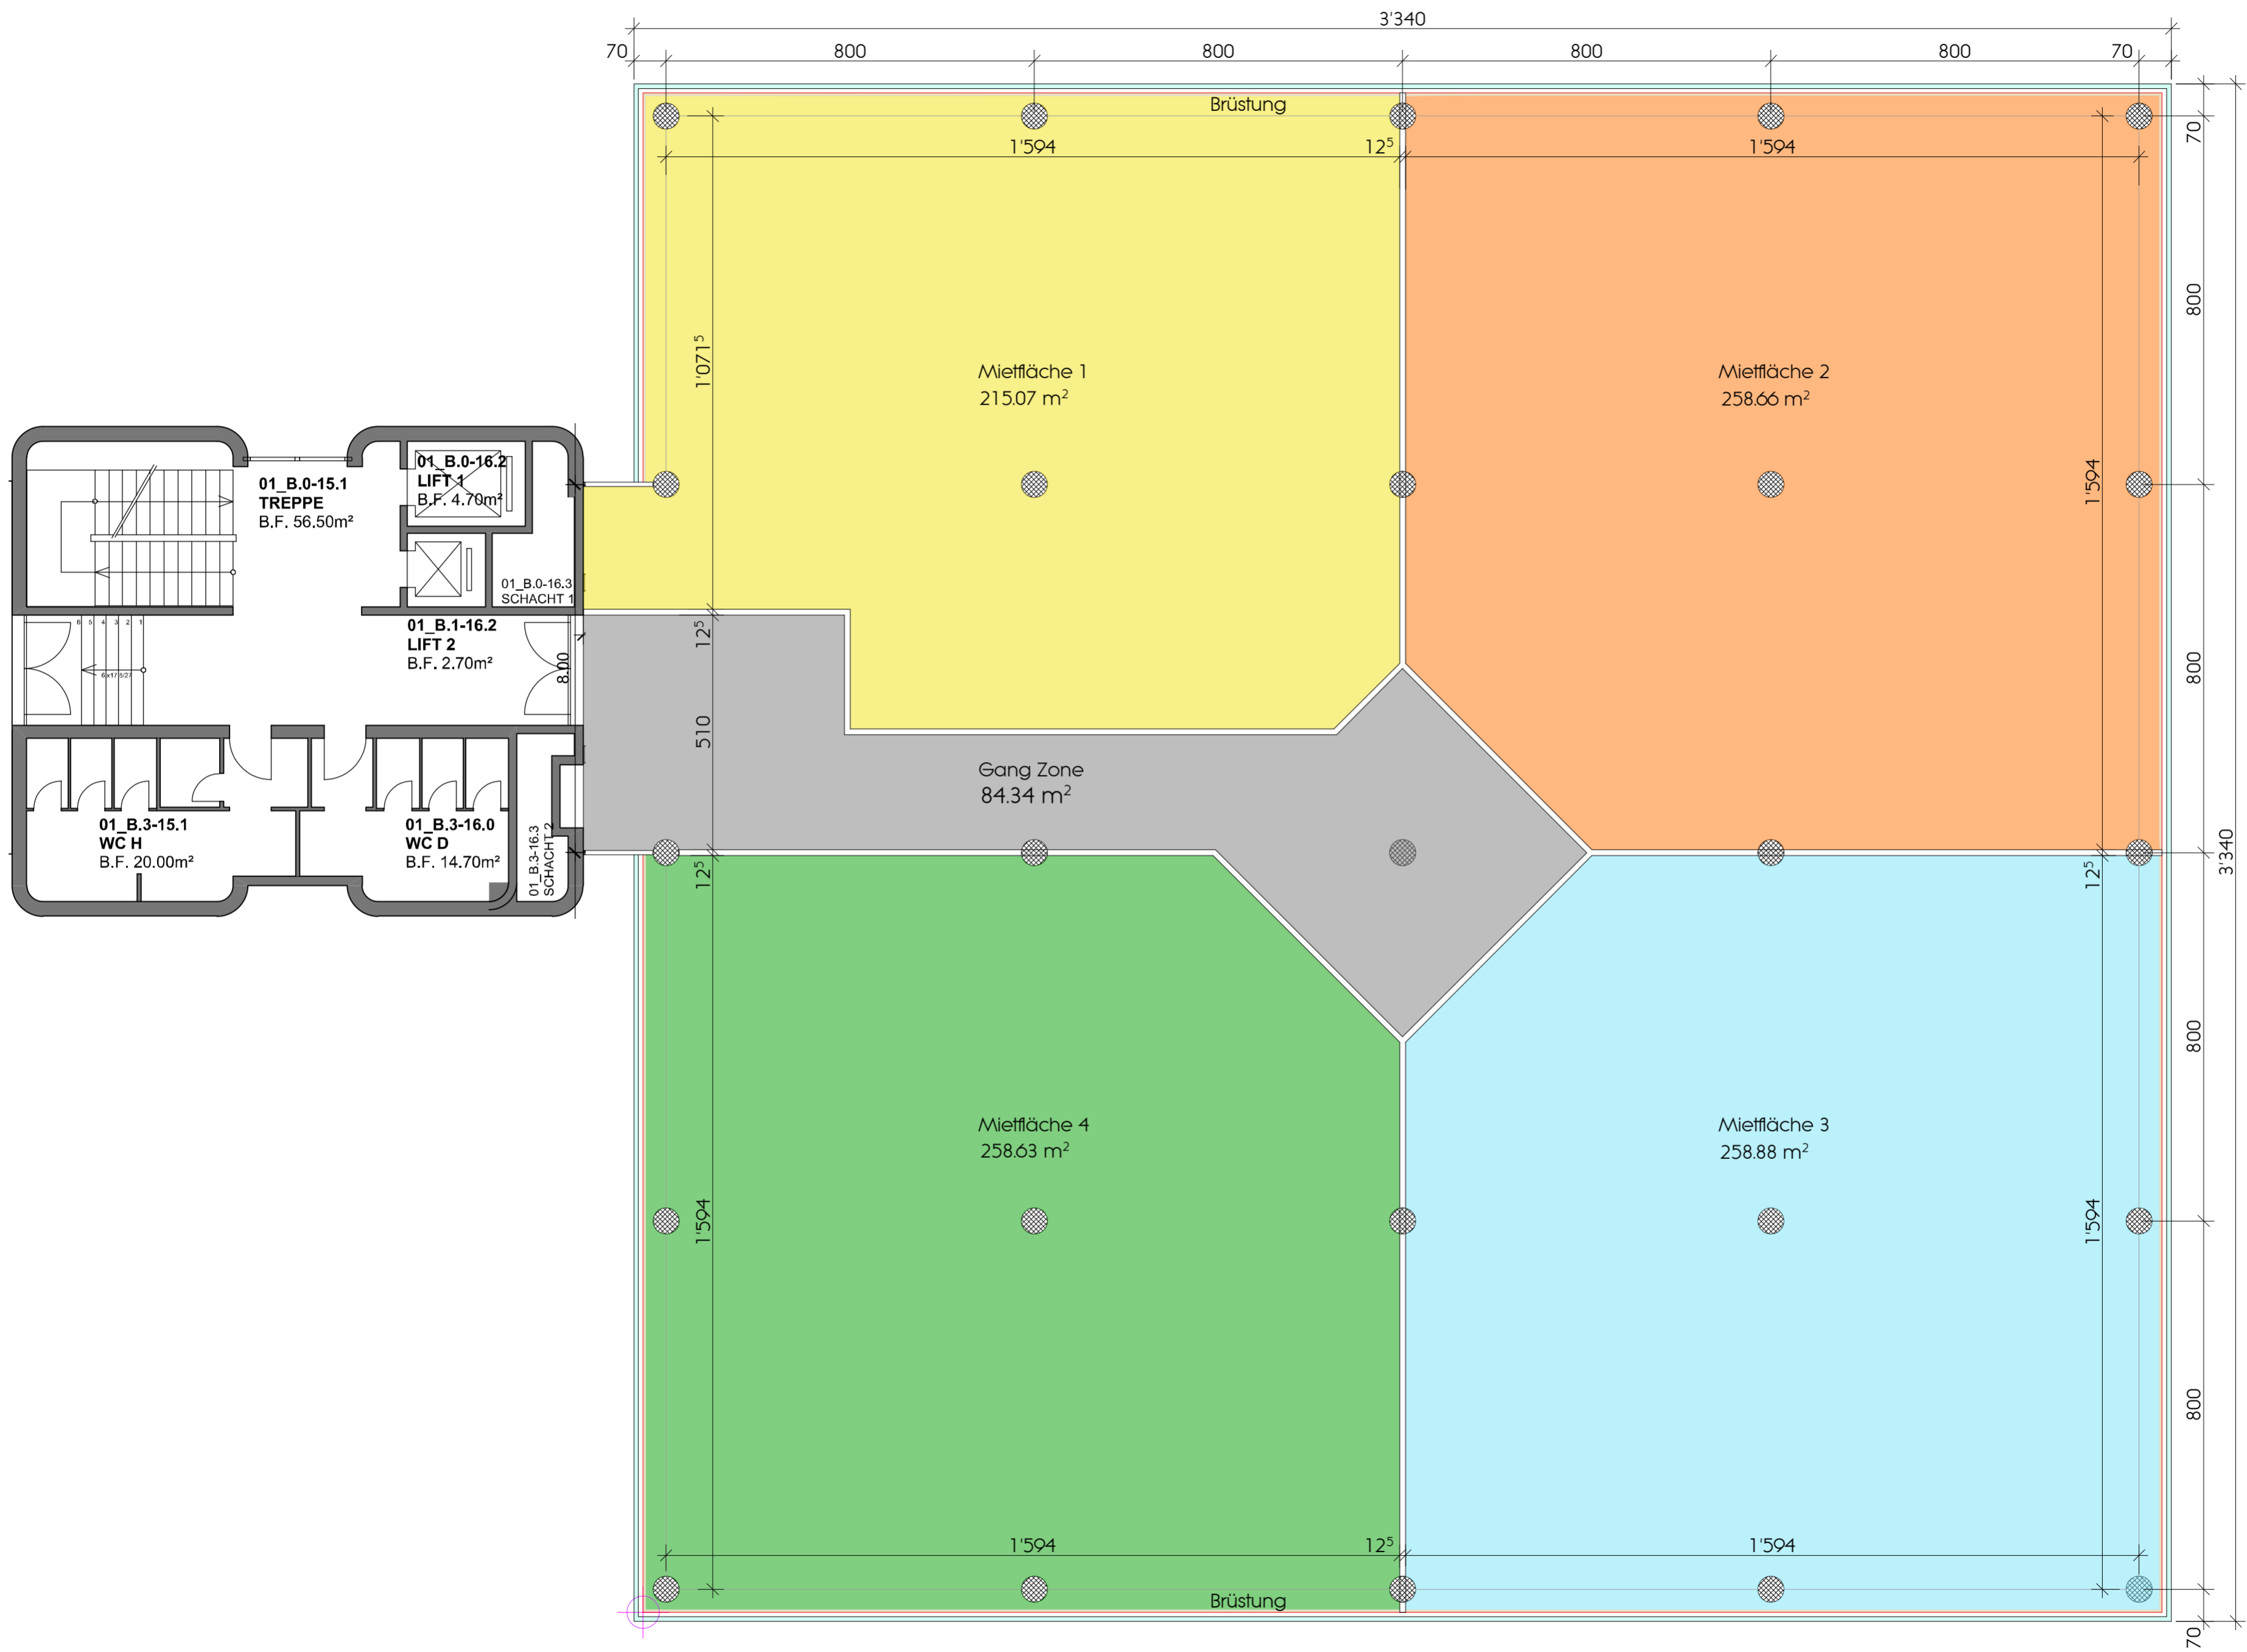 3'340
70
800
800
800
800
70
Brüstung
1'594
12⁵
1'594
70
800
800
3'340
800
800
70
1'071⁵
1'594
Mietfläche 1
215.07 m²
Mietfläche 2
258.66 m²
01_B.0-15.1
TREPPE
B.F. 56.50m²
01_B.0-16.2
LIFT 1
B.F. 4.70m²
01_B.0-16.3
SCHACHT 1
6 5 4 3 2 1
01_B.1-16.2
LIFT 2
B.F. 2.70m²
8.00
12⁵
510
Gang Zone
84.34 m²
12⁵
12⁵
01_B.3-15.1
WC H
B.F. 20.00m²
01_B.3-16.0
WC D
B.F. 14.70m²
01_B.3-16.3
SCHACHT 2
Mietfläche 4
258.63 m²
Mietfläche 3
258.88 m²
1'594
1'594
1'594
12⁵
1'594
Brüstung